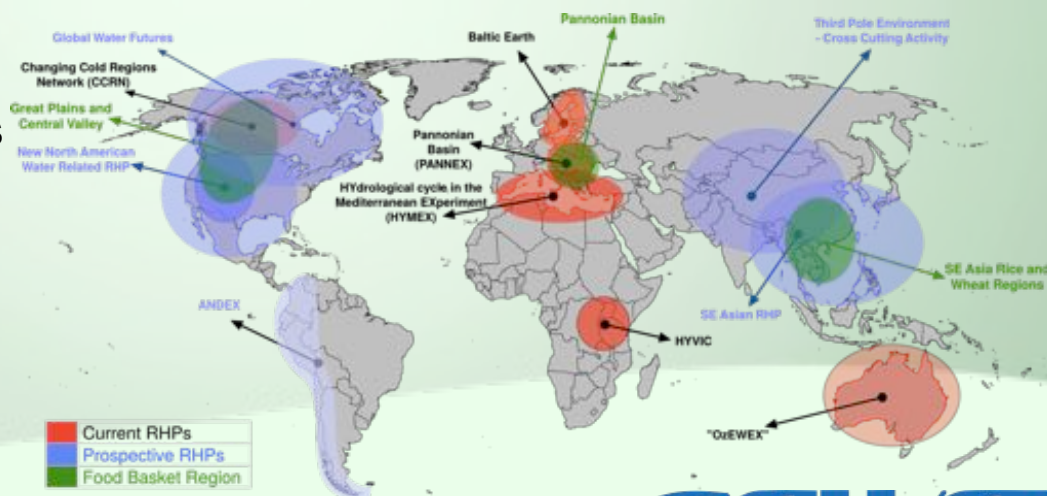 Pannonian Basin
Third Pole Environment
- Cross Cutting Activity
Global Water Futures
Baltic Earth
Changing Cold Regions
Network (CCRN)
Great Plains and
Central Valley
New North American
Water Related RHP
Pannonian
Basin
(PANNEX)
HYdrological cycle in the
Mediterranean EXperiment
(HYMEX)
SE Asia Rice and
Wheat Regions
SE Asian RHP
ANDEX
HYVIC
"OzEWEX"
Current RHPs
Prospective RHPs
Food Basket Region